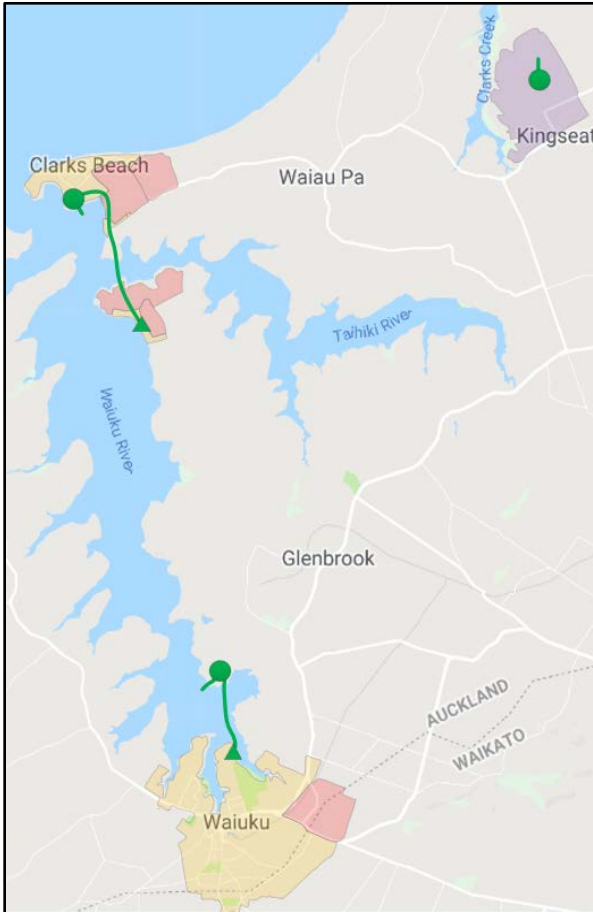 Clarks Creek
Kingseat
Clarks Beach
Waiau Pa
Taihiki River
Waiuku River
Glenbrook
AUCKLAND
WAIKATO
Waiuku